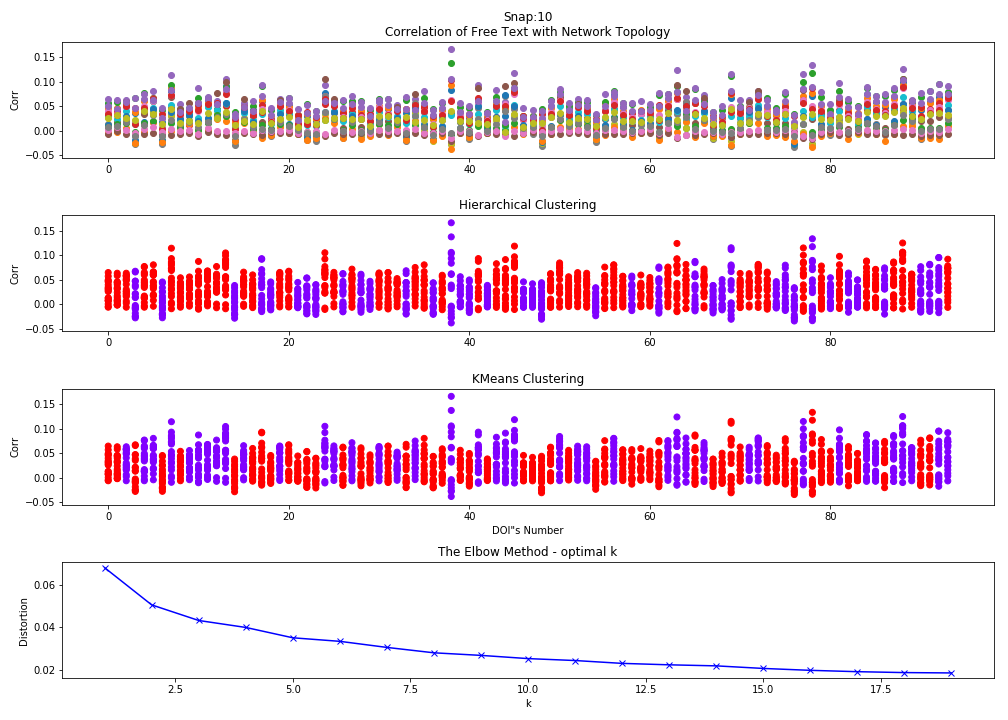 Snap:10
Correlation of Free Text with Network Topology
0.15
0.10
0.05
0.00
−0.05
Corr
0 20 40 60 80
Hierarchical Clustering
0.15
0.10
0.05
0.00
−0.05
Corr
0 20 40 60 80
KMeans Clustering
0.15
0.10
0.05
0.00
−0.05
Corr
0 20 40 60 80
DOI"s Number
The Elbow Method - optimal k
0.06
0.04
0.02
Distortion
2.5 5.0 7.5 10.0 12.5 15.0 17.5
k